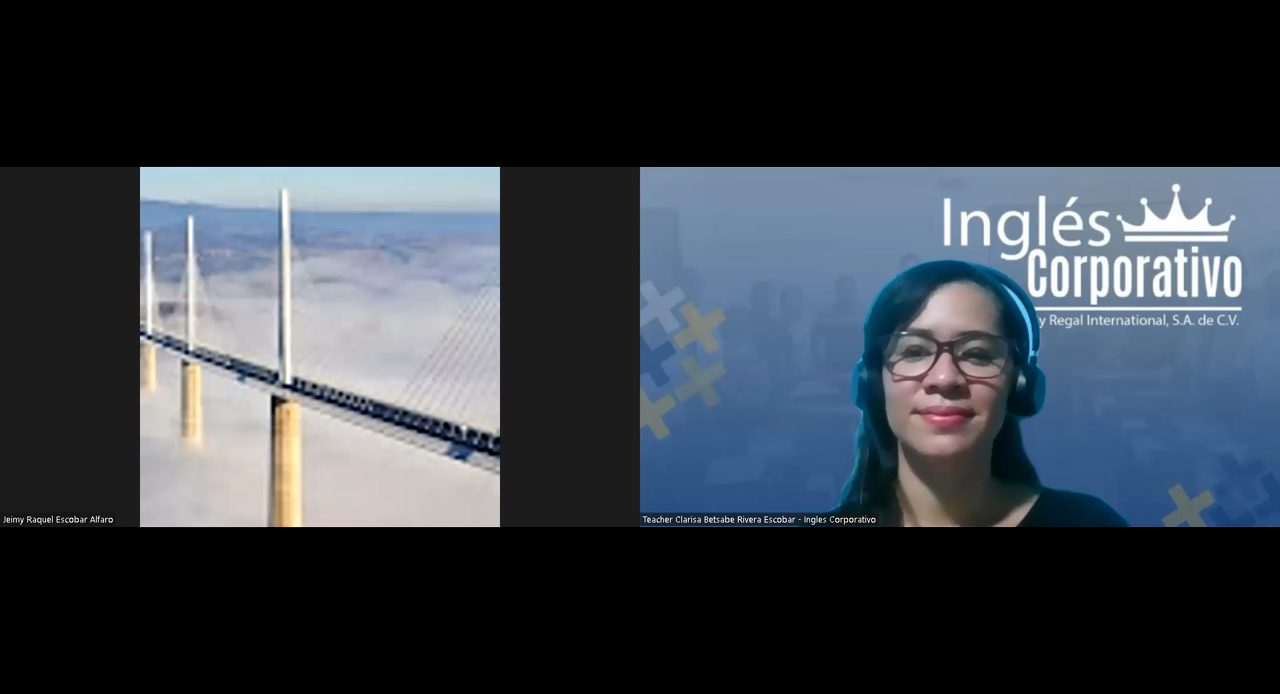 Inglés
Corporativo
y Regal International, S.A. de C.V.
Jeimy Raquel Escobar Alfaro
Teacher Clarisa Betsabe Rivera Escobar - Ingles Corporativo